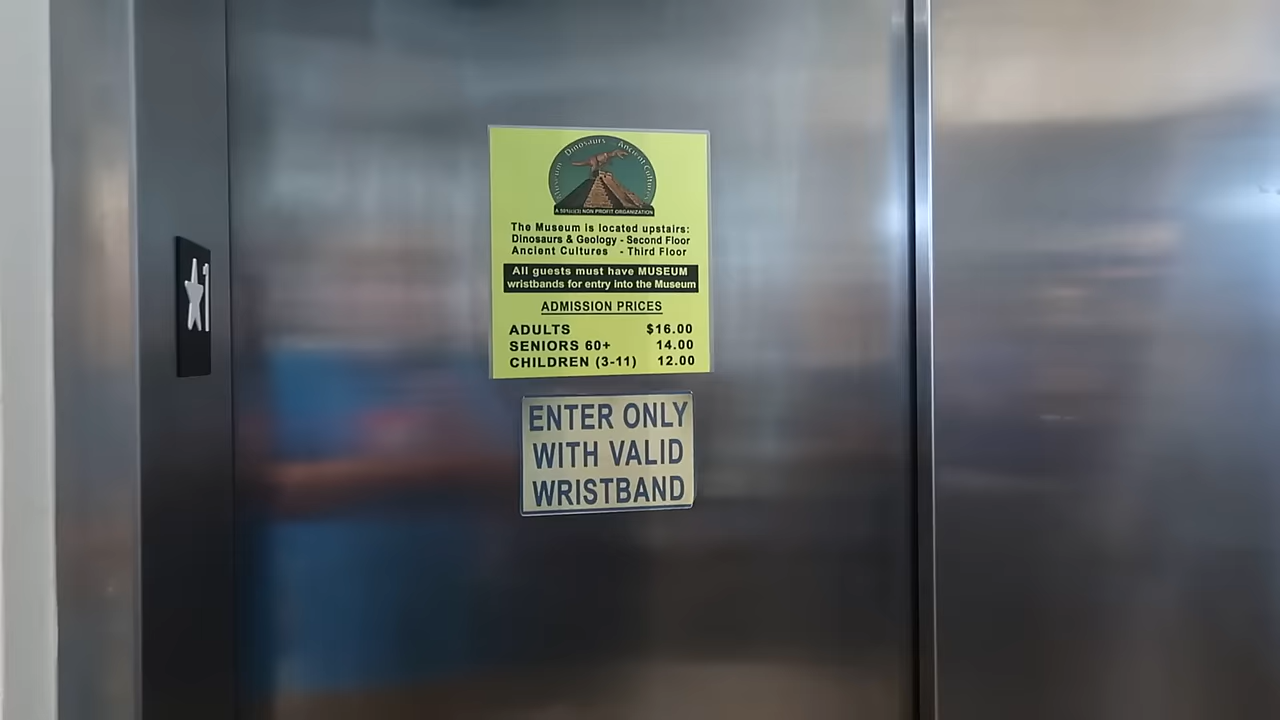 Museum Dinosaurs Ancient Cultures
A 501(c)(3) NON PROFIT ORGANIZATION
The Museum is located upstairs:
Dinosaurs & Geology - Second Floor
Ancient Cultures - Third Floor
All guests must have MUSEUM
wristbands for entry into the Museum
ADMISSION PRICES
ADULTS $16.00
SENIORS 60+ 14.00
CHILDREN (3-11) 12.00
★1
ENTER ONLY
WITH VALID
WRISTBAND